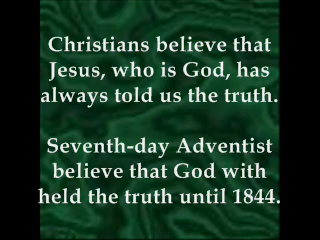 Christians believe that
Jesus, who is God, has
always told us the truth.
Seventh-day Adventist
believe that God with
held the truth until 1844.